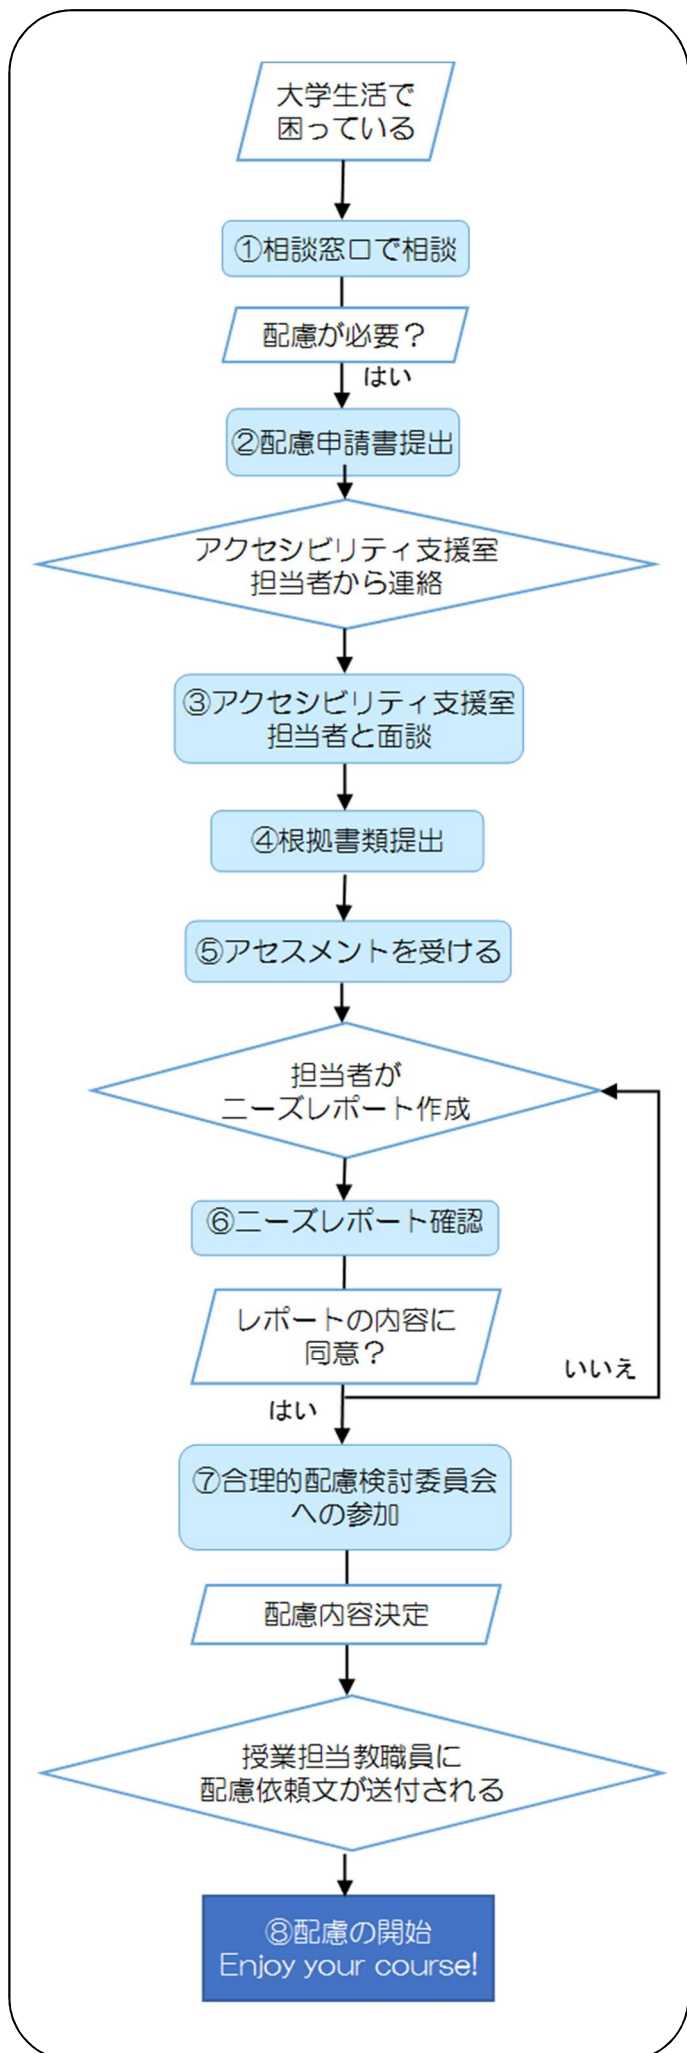 大学生活で
困っている
①相談窓口で相談
配慮が必要？
はい
②配慮申請書提出
アクセシビリティ支援室
担当者から連絡
③アクセシビリティ支援室
担当者と面談
④根拠書類提出
⑤アセスメントを受ける
担当者が
ニーズレポート作成
⑥ニーズレポート確認
レポートの内容に
同意？
いいえ
はい
⑦合理的配慮検討委員会
への参加
配慮内容決定
授業担当教職員に
配慮依頼文が送付される
⑧配慮の開始
Enjoy your course!